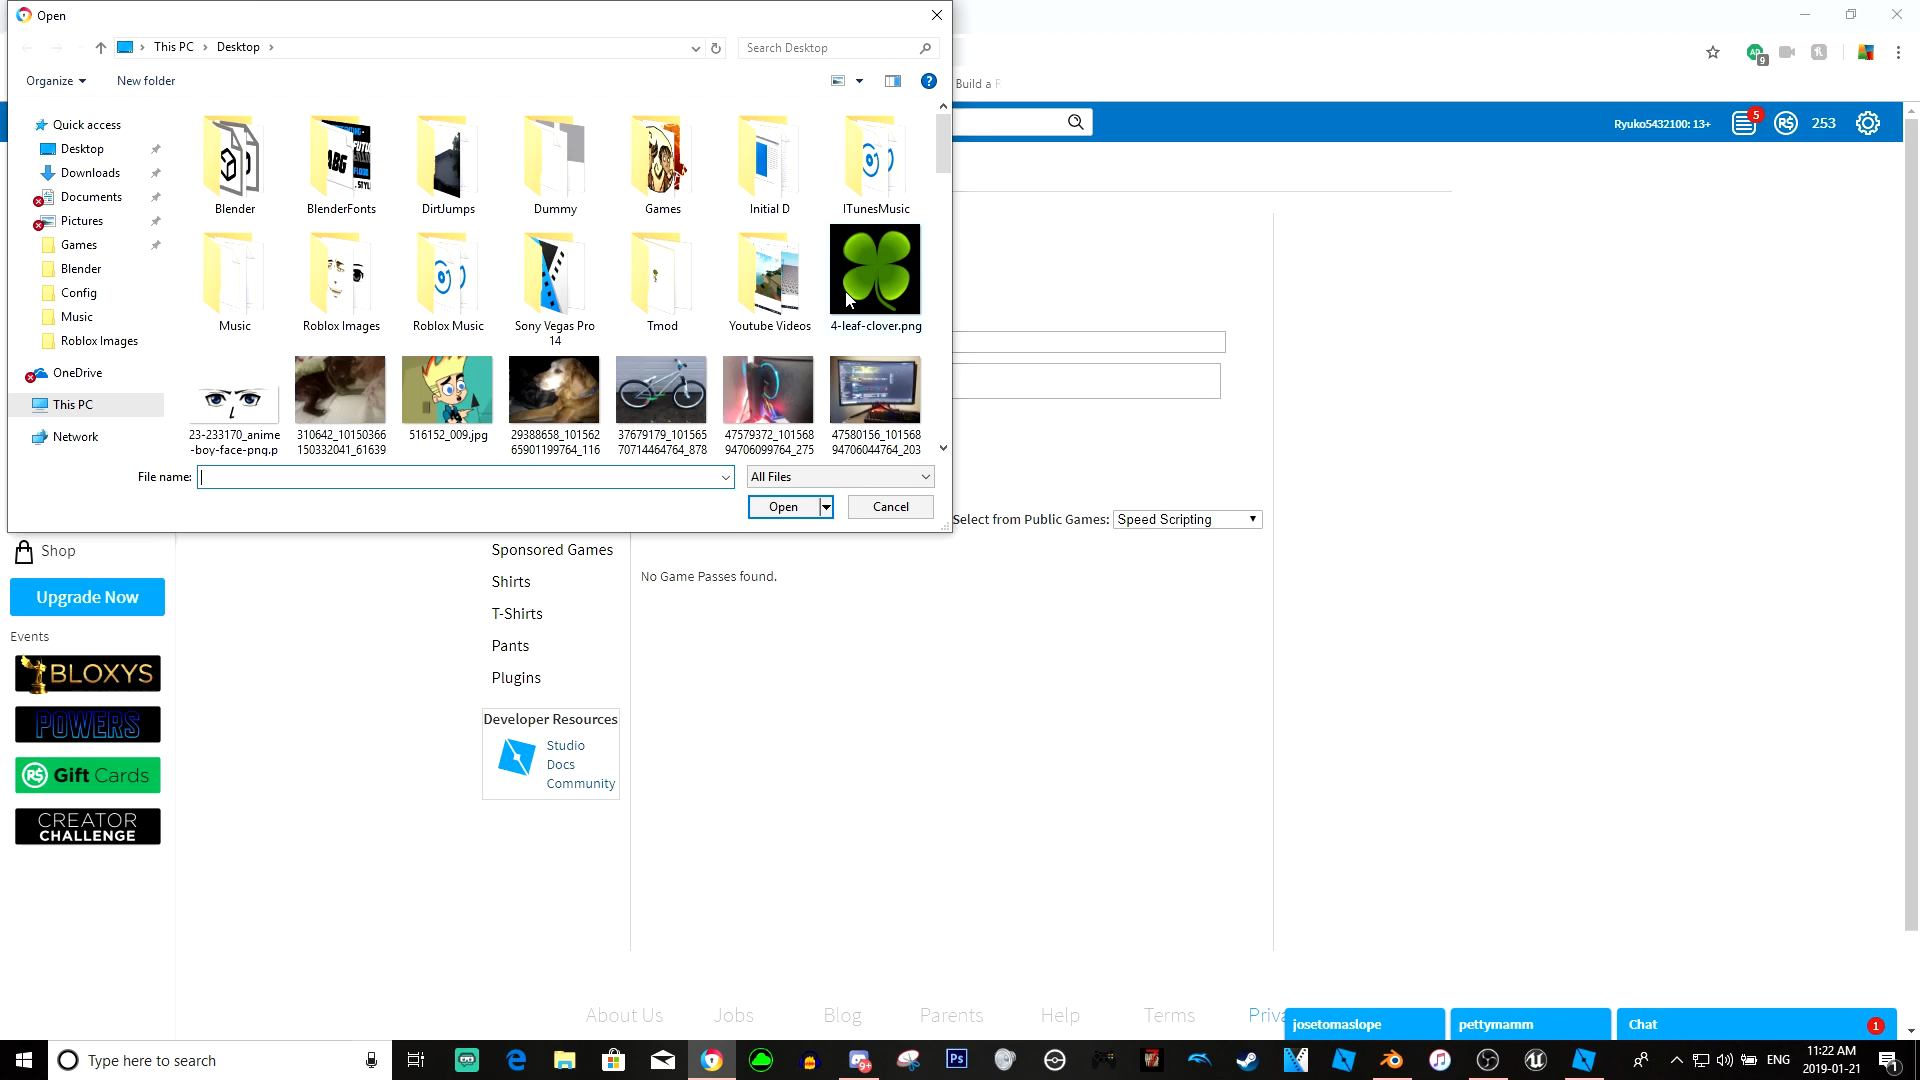 Open
This PC
Desktop
Search Desktop
Organize
New folder
Build a
Quick access
Desktop
Downloads
Documents
Pictures
Games
Blender
Config
Music
Roblox Images
OneDrive
This PC
Network
Blender
BlenderFonts
DirtJumps
Dummy
Games
Initial D
ITunesMusic
Music
Roblox Images
Roblox Music
Sony Vegas Pro
14
Tmod
Youtube Videos
4-leaf-clover.png
23-233170_anime
-boy-face-png.p
310642_10150366
150332041_61639
516152_009.jpg
29388658_101562
65901199764_116
37679179_101565
70714464764_878
47579372_101568
94706099764_275
47580156_101568
94706044764_203
File name:
All Files
Open
Cancel
Ryuko5432100: 13+
5
253
Select from Public Games:
Speed Scripting
Shop
Upgrade Now
Events
BLOXYS
POWERS
Gift Cards
CREATOR
CHALLENGE
Sponsored Games
Shirts
T-Shirts
Pants
Plugins
Developer Resources
Studio
Docs
Community
No Game Passes found.
About Us
Jobs
Blog
Parents
Help
Terms
Priva
josetomaslope
pettymamm
Chat
1
Type here to search
ENG
11:22 AM
2019-01-21